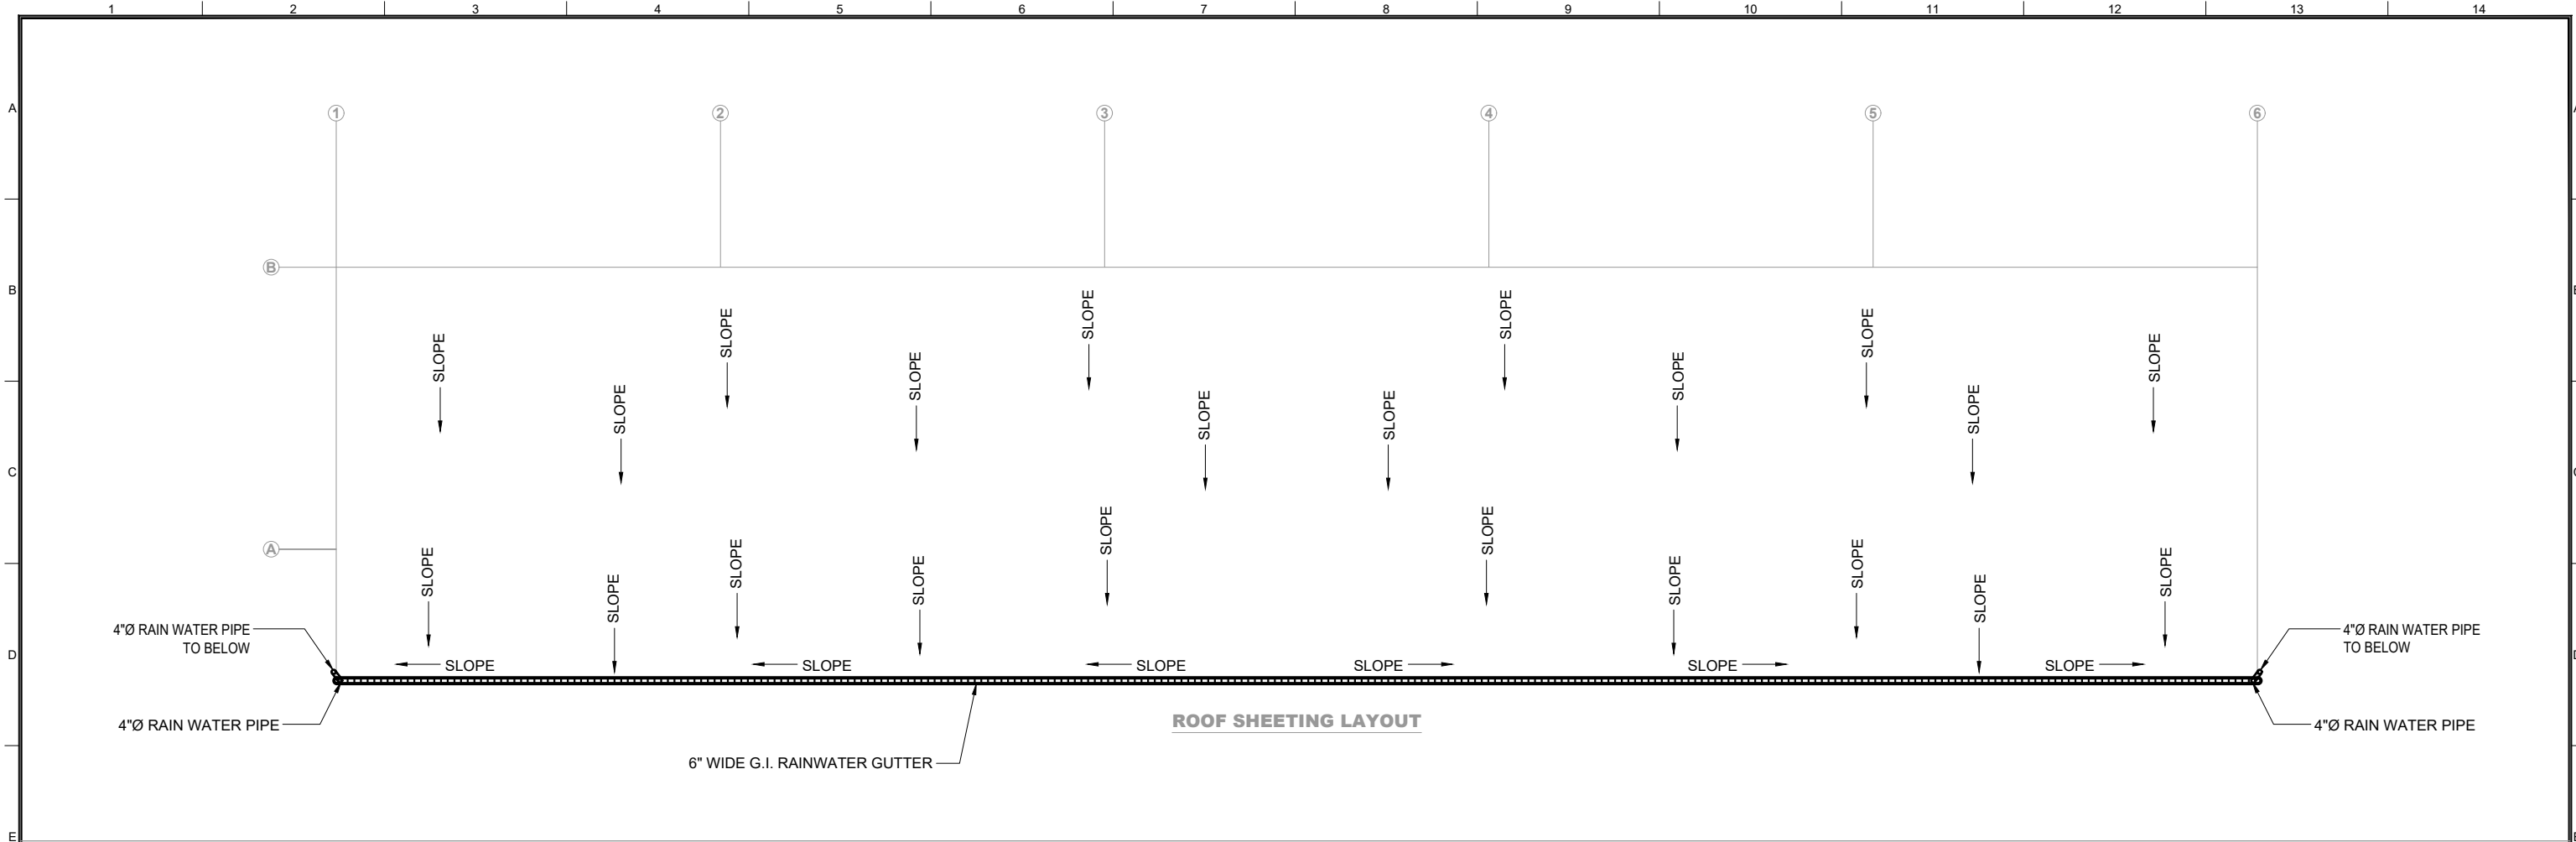 1 2 3 4 5 6 7 8 9 10 11 12 13 14
A A
1 2 3 4 5 6
B
B B
SLOPE SLOPE
SLOPE SLOPE
SLOPE SLOPE
SLOPE SLOPE
SLOPE SLOPE
SLOPE SLOPE
C C
SLOPE SLOPE
A
SLOPE SLOPE
SLOPE SLOPE
SLOPE SLOPE
SLOPE SLOPE
4"Ø RAIN WATER PIPE
TO BELOW
4"Ø RAIN WATER PIPE
TO BELOW
D D
SLOPE SLOPE SLOPE SLOPE SLOPE SLOPE
ROOF SHEETING LAYOUT
4"Ø RAIN WATER PIPE
4"Ø RAIN WATER PIPE
6" WIDE G.I. RAINWATER GUTTER
E E